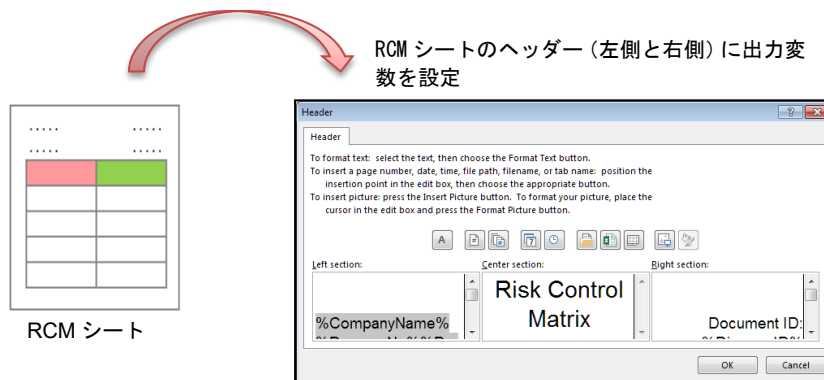 RCM シートのヘッダー（左側と右側）に出力変
数を設定
.....   .....
.....   .....
RCM シート
Header
Header
To format text: select the text, then choose the Format Text button.
To insert a page number, date, time, file path, filename, or tab name: position the
insertion point in the edit box, then choose the appropriate button.
To insert picture: press the Insert Picture button. To format your picture, place the
cursor in the edit box and press the Format Picture button.
A
Left section:
Center section:
Right section:
%CompanyName%
Risk Control
Matrix
Document ID:
OK
Cancel